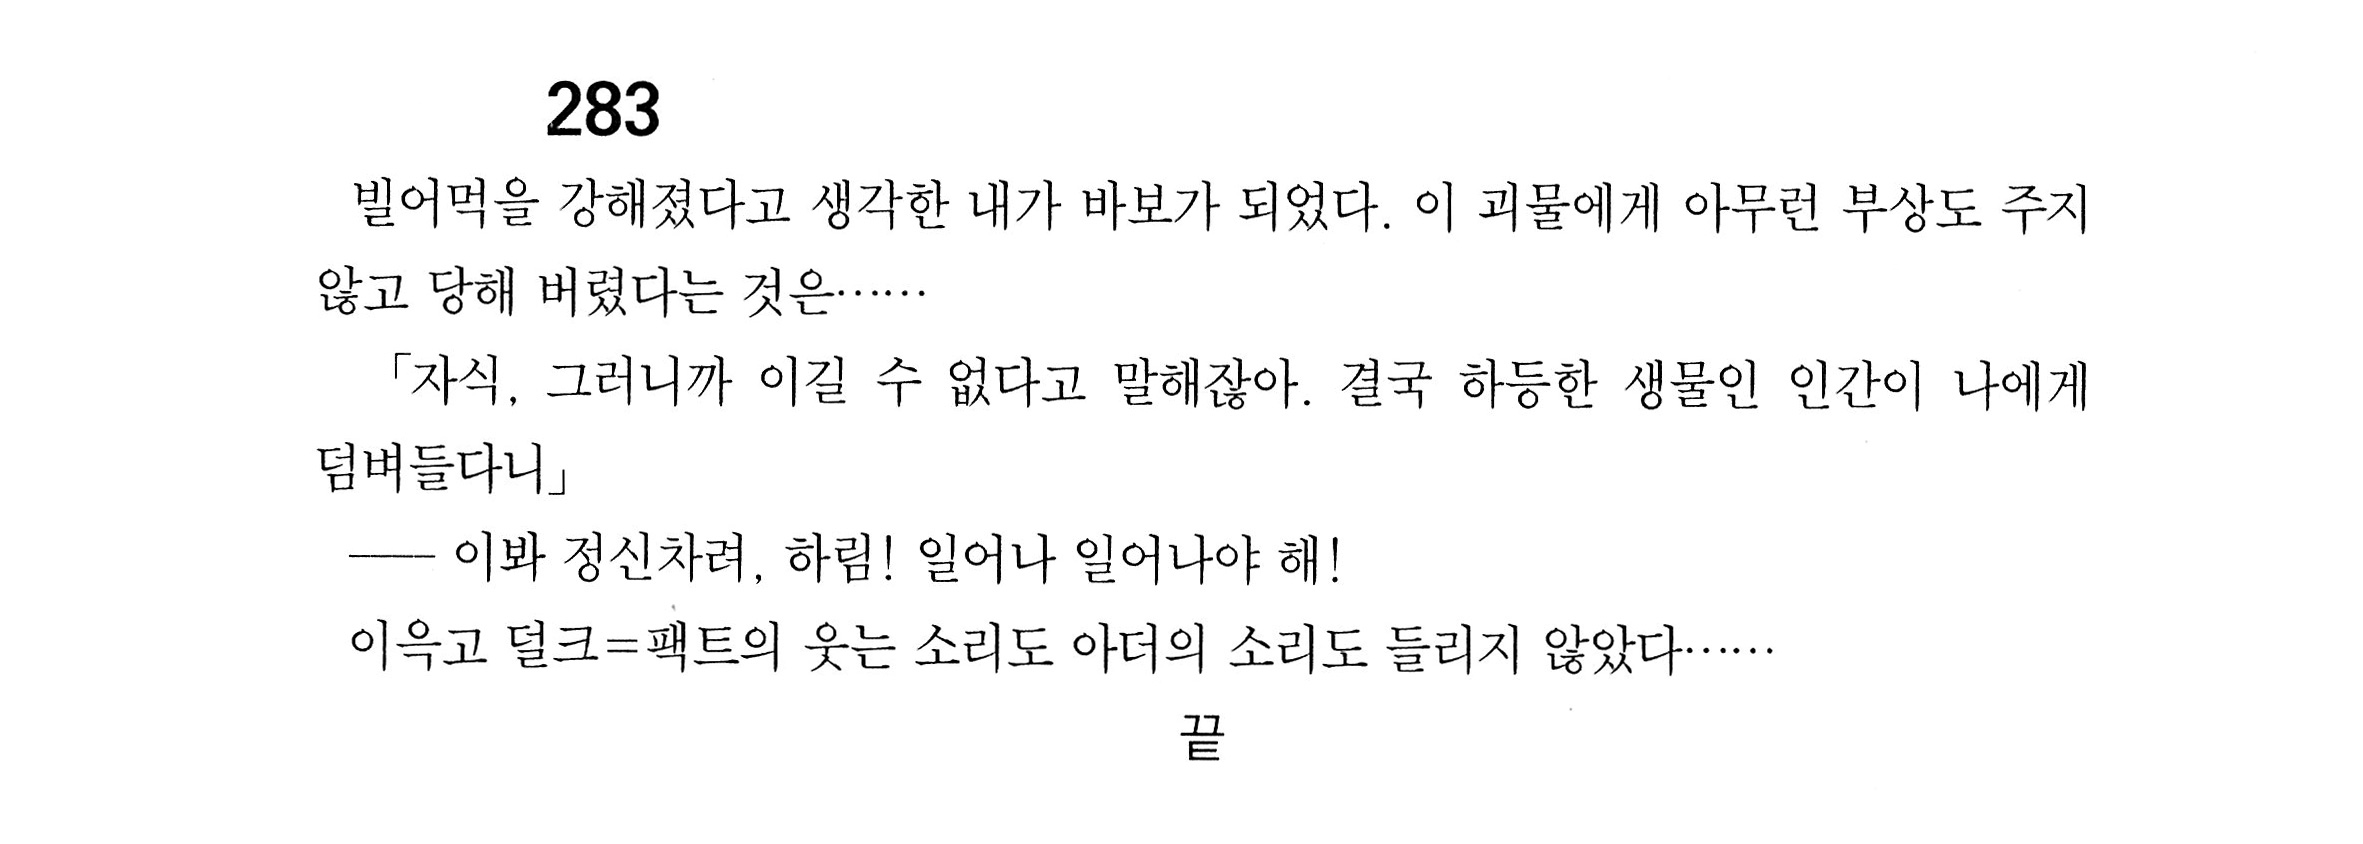 283
빌어먹을 강해졌다고 생각한 내가 바보가 되었다. 이 괴물에게 아무런 부상도 주지
않고 당해 버렸다는 것은……
「자식, 그러니까 이길 수 없다고 말해잖아. 결국 하등한 생물인 인간이 나에게
덤벼들다니」
── 이봐 정신차려, 하림! 일어나 일어나야 해!
이윽고 덜크=팩트의 웃는 소리도 아더의 소리도 들리지 않았다……
끝